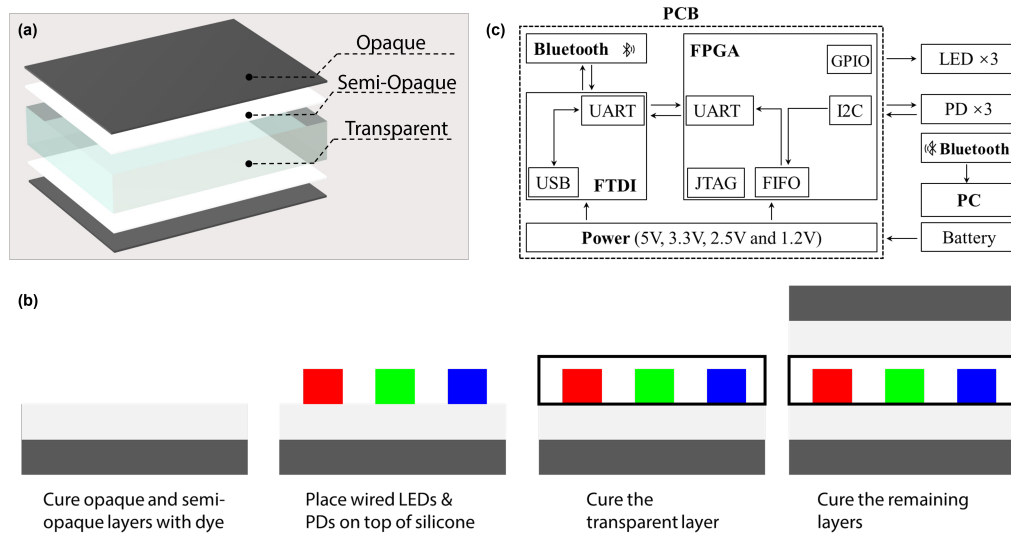 (a)
Opaque
Semi-Opaque
Transparent
(c)
PCB
Bluetooth
FPGA
GPIO
LED ×3
UART
UART
I2C
PD ×3
Bluetooth
USB
FTDI
JTAG
FIFO
PC
Power (5V, 3.3V, 2.5V and 1.2V)
Battery
(b)
Cure opaque and semi-
opaque layers with dye
Place wired LEDs &
PDs on top of silicone
Cure the
transparent layer
Cure the remaining
layers